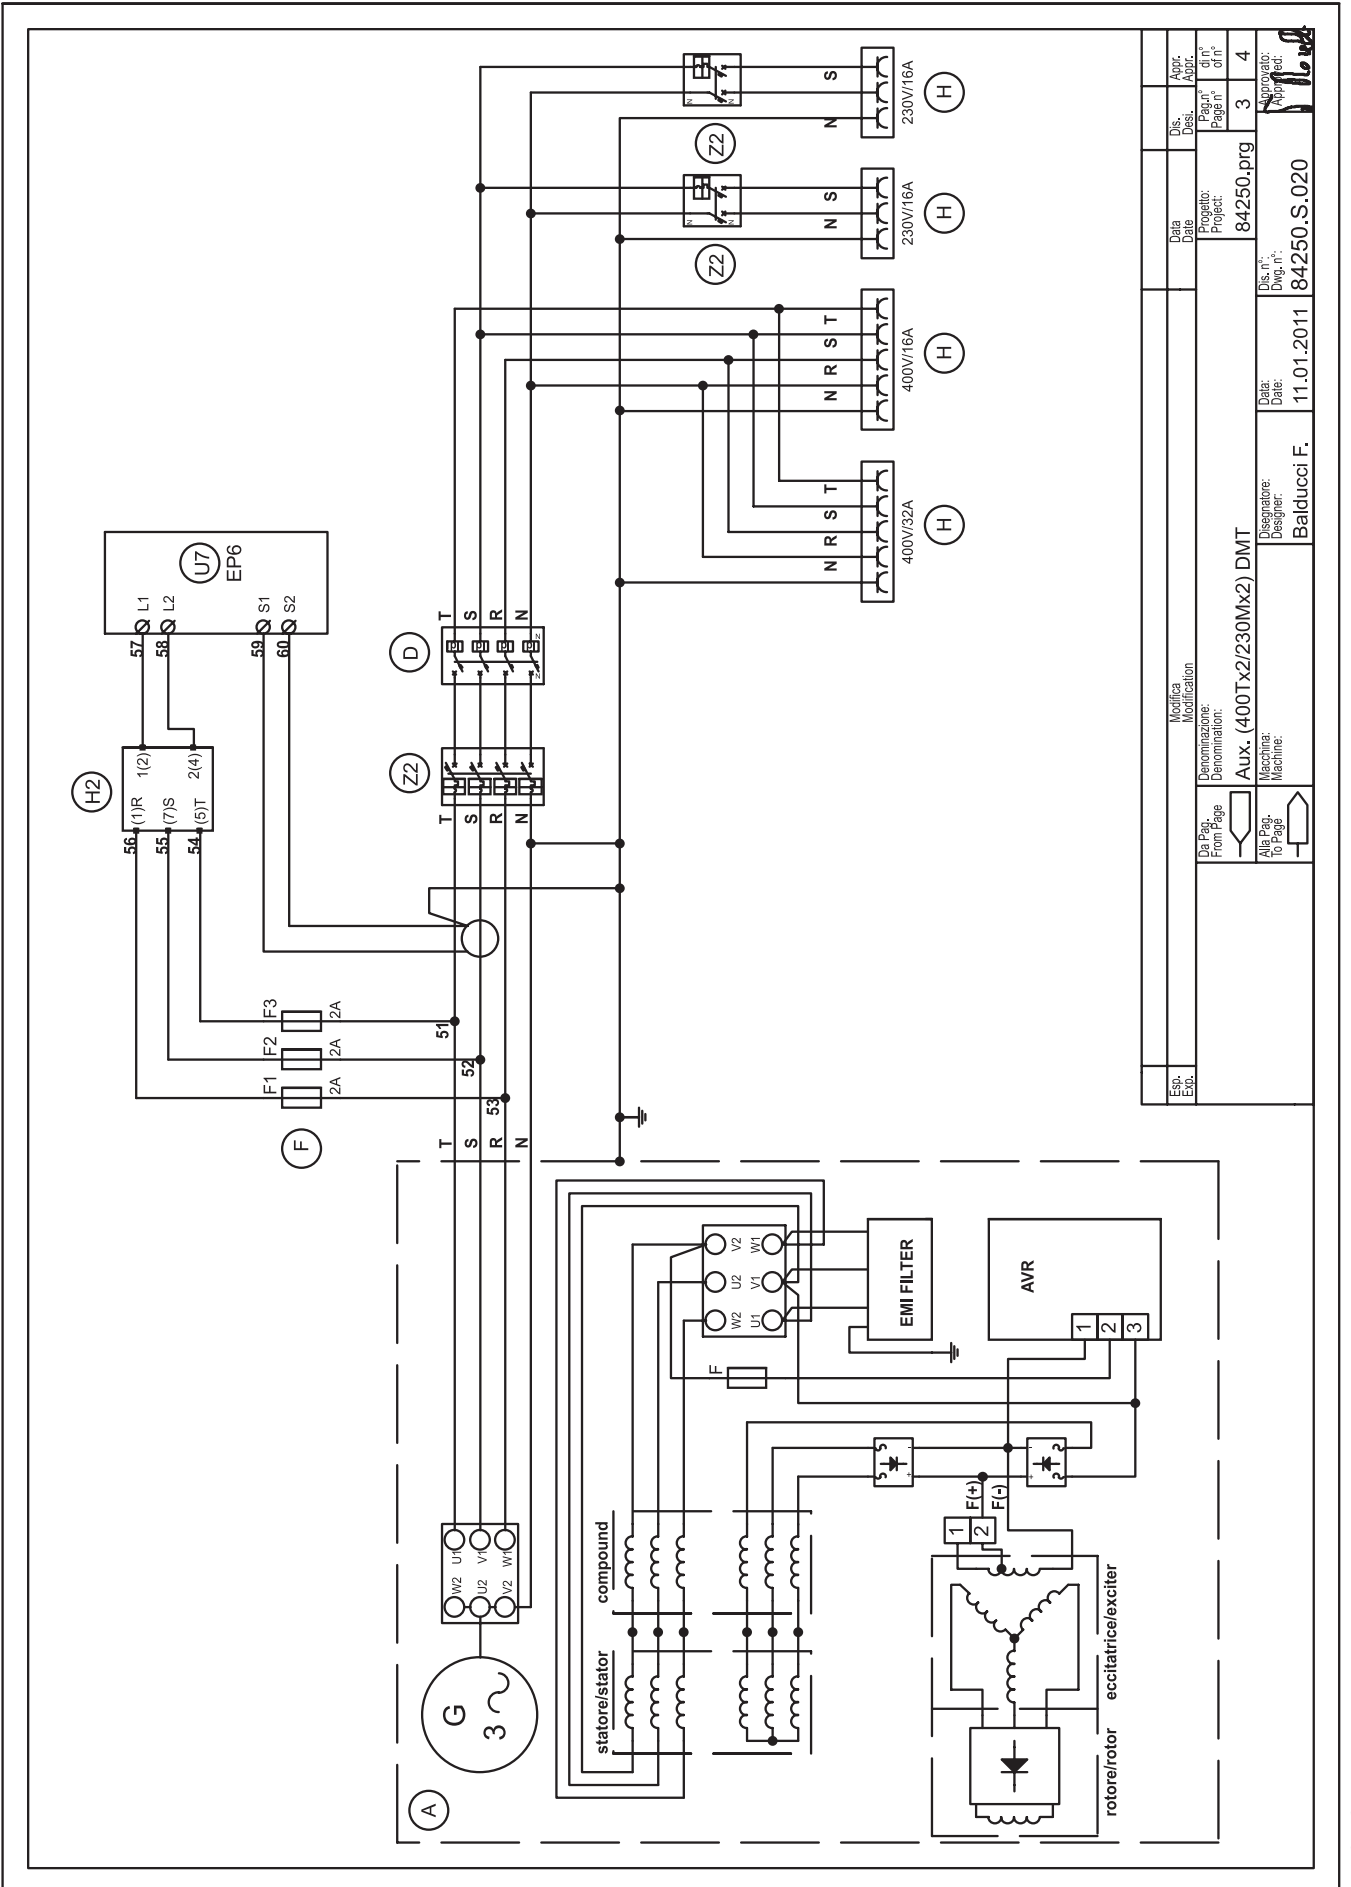 A
G
3
W2 U1
U2 V1
V2 W1
T
S
R
N
statore/stator
compound
rotore/rotor
eccitatrice/exciter
1
2
F(+)
F(-)
+ -
+ -
F
W2 U2 V2
U1 V1 W1
EMI FILTER
AVR
1
2
3
F
F1 2A
F2 2A
F3 2A
51
52
53
56 (1)R
55 (7)S
54 (5)T
H2
1(2)
2(4)
57 L1
58 L2
59 S1
60 S2
U7
EP6
T
S
R
N
Z2
D
N
N
T
S
R
N
N R S T
400V/32A
H
N R S T
400V/16A
H
Z2
N
N
N S
230V/16A
H
Z2
N
N
N S
230V/16A
H
Esp.
Exp.
Modifica
Modification
Data
Date
Dis.
Desi.
Appr.
Appr.
Da Pag.
From Page
Denominazione:
Denomination:
Aux. (400Tx2/230Mx2) DMT
Progetto:
Project:
84250.prg
Pag.n°
Page n°
3
di n°
of n°
4
Alla Pag.
To Page
Macchina:
Machine:
Disegnatore:
Designer:
Balducci F.
Data:
Date:
11.01.2011
Dis. n°:
Dwg. n°:
84250.S.020
Approvato:
Approved: